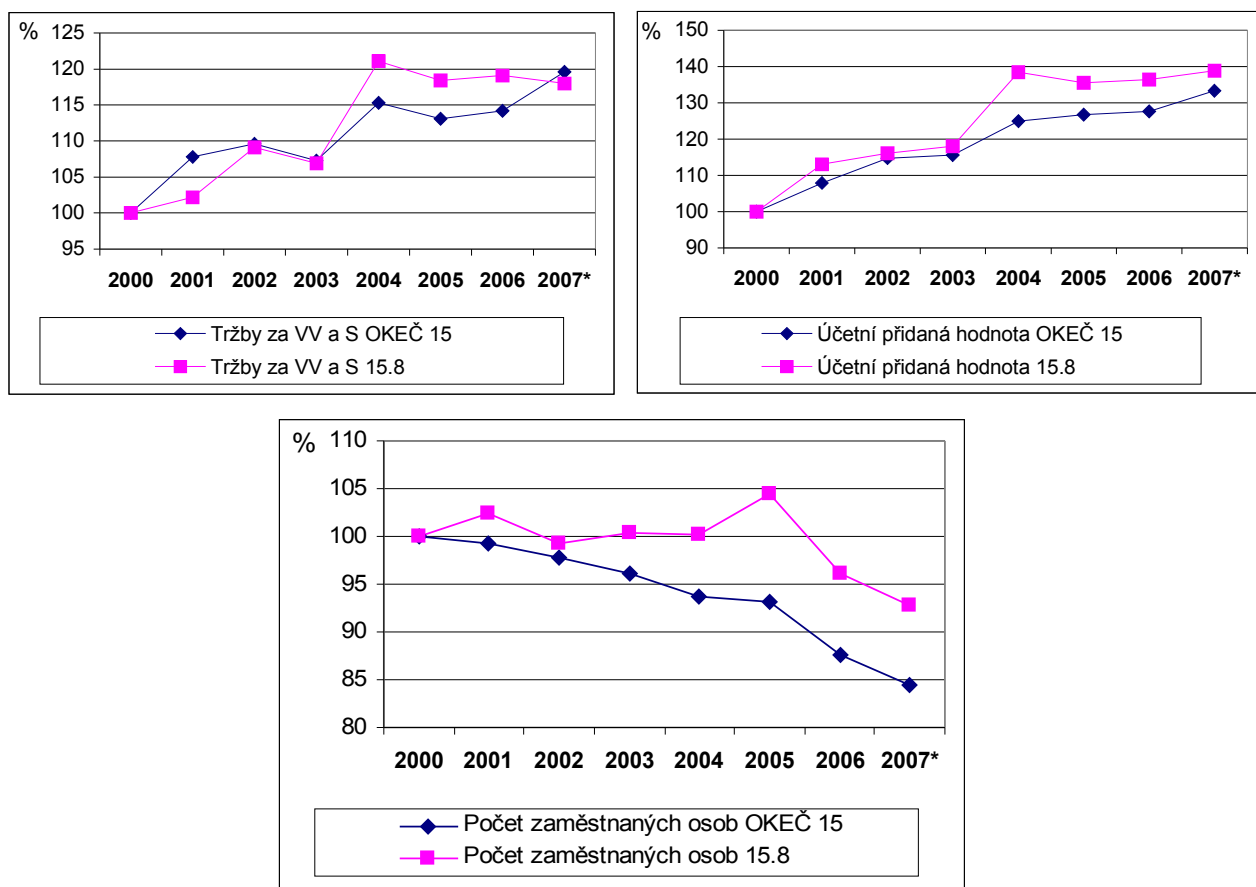 %
125
120
115
110
105
100
95
2000 2001 2002 2003 2004 2005 2006 2007*
Tržby za VV a S OKEČ 15
Tržby za VV a S 15.8
%
150
140
130
120
110
100
90
2000 2001 2002 2003 2004 2005 2006 2007*
Účetní přidaná hodnota OKEČ 15
Účetní přidaná hodnota 15.8
%
110
105
100
95
90
85
80
2000 2001 2002 2003 2004 2005 2006 2007*
Počet zaměstnaných osob OKEČ 15
Počet zaměstnaných osob 15.8